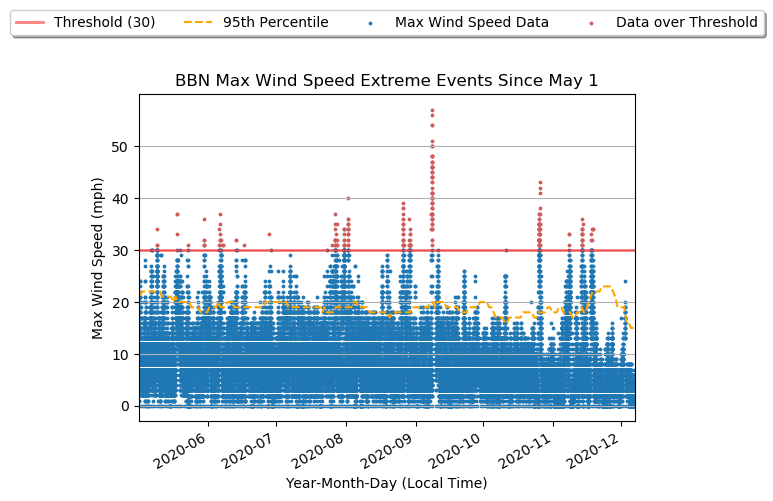 Threshold (30) 95th Percentile Max Wind Speed Data Data over Threshold
BBN Max Wind Speed Extreme Events Since May 1
Max Wind Speed (mph)
50
40
30
20
10
0
2020-06 2020-07 2020-08 2020-09 2020-10 2020-11 2020-12
Year-Month-Day (Local Time)